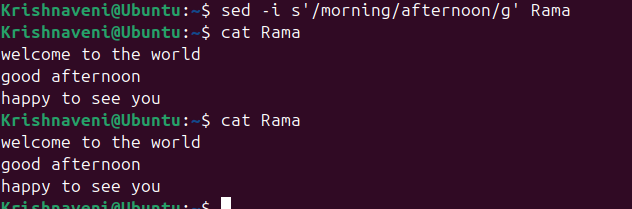 Krishnaveni@Ubuntu:~$ sed -i s'/morning/afternoon/g' Rama
Krishnaveni@Ubuntu:~$ cat Rama
welcome to the world
good afternoon
happy to see you
Krishnaveni@Ubuntu:~$ cat Rama
welcome to the world
good afternoon
happy to see you
Krishnaveni@Ubuntu:~$